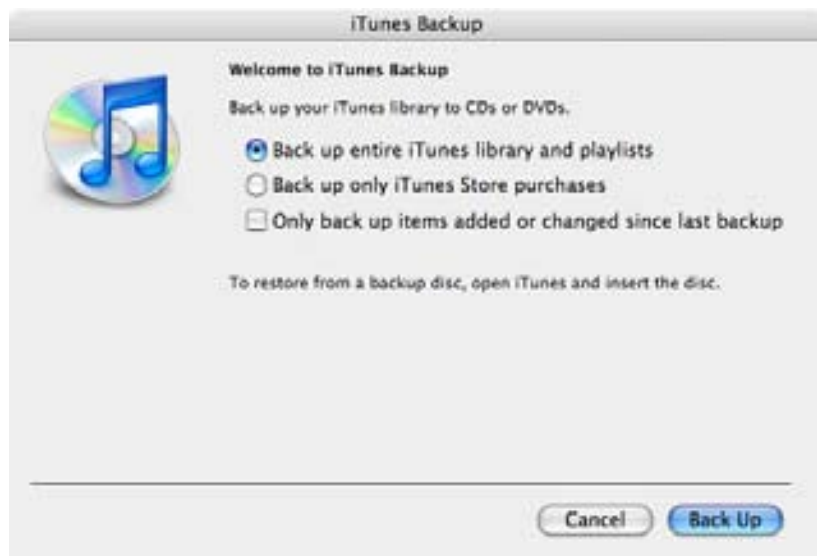 iTunes Backup
Welcome to iTunes Backup
Back up your iTunes library to CDs or DVDs.
Back up entire iTunes library and playlists
Back up only iTunes Store purchases
Only back up items added or changed since last backup
To restore from a backup disc, open iTunes and insert the disc.
Cancel
Back Up